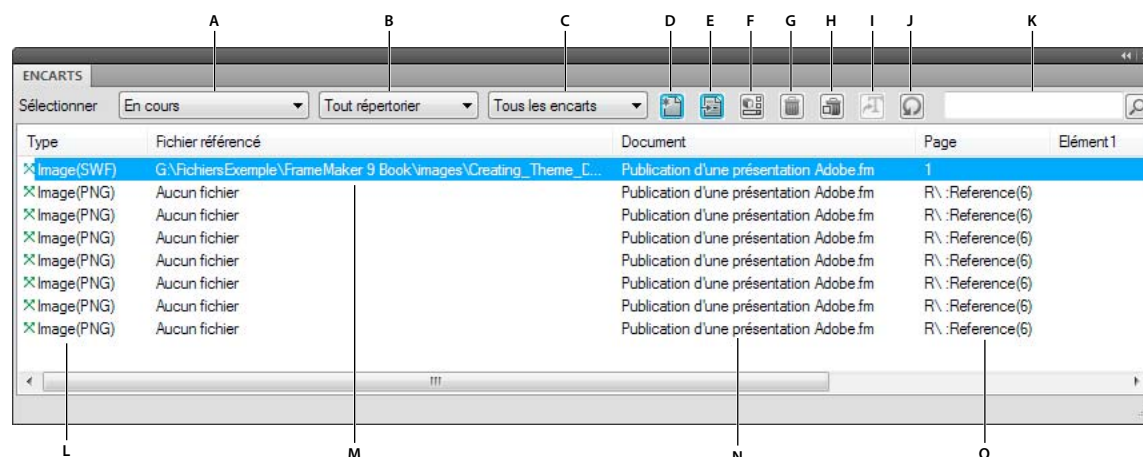 A B C D E F G H I J K
ENCARTS
Sélectionner En cours Tout répertorier Tous les encarts
Type Fichier référencé Document Page Elément1
Image(SWF) G:\FichiersExemple\FrameMaker 9 Book\images\Creating_Theme_D... Publication d'une présentation Adobe.fm 1
Image(PNG) Aucun fichier Publication d'une présentation Adobe.fm R\ :Reference(6)
Image(PNG) Aucun fichier Publication d'une présentation Adobe.fm R\ :Reference(6)
Image(PNG) Aucun fichier Publication d'une présentation Adobe.fm R\ :Reference(6)
Image(PNG) Aucun fichier Publication d'une présentation Adobe.fm R\ :Reference(6)
Image(PNG) Aucun fichier Publication d'une présentation Adobe.fm R\ :Reference(6)
Image(PNG) Aucun fichier Publication d'une présentation Adobe.fm R\ :Reference(6)
Image(PNG) Aucun fichier Publication d'une présentation Adobe.fm R\ :Reference(6)
L M N O